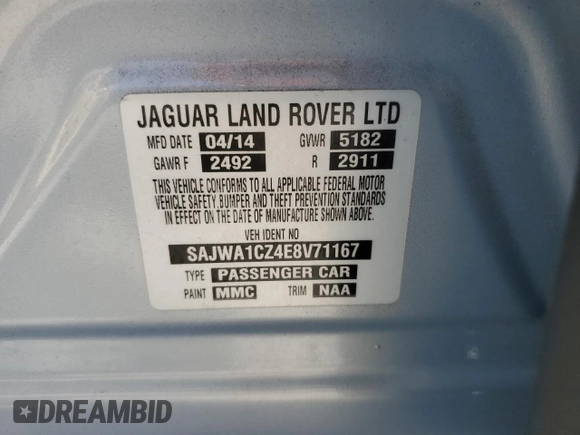 JAGUAR LAND ROVER LTD
MFD DATE 04/14 GVWR 5182
GAWR F 2492 R 2911
THIS VEHICLE CONFORMS TO ALL APPLICABLE FEDERAL MOTOR
VEHICLE SAFETY, BUMPER AND THEFT PREVENTION STANDARDS
IN EFFECT ON THE DATE OF MANUFACTURE SHOWN ABOVE.
VEH IDENT NO
SAJWA1CZ4E8V71167
TYPE PASSENGER CAR
PAINT MMC TRIM NAA
DREAMBID